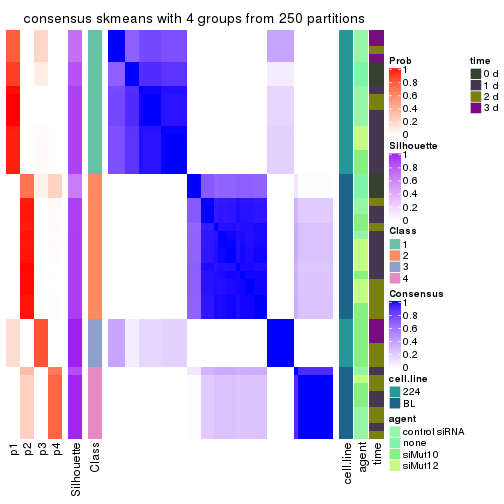 consensus skmeans with 4 groups from 250 partitions
Prob
1
0.8
0.6
0.4
0.2
0
time
0 d
1 d
2 d
3 d
Silhouette
1
0.8
0.6
0.4
0.2
0
Class
1
2
3
4
Consensus
1
0.8
0.6
0.4
0.2
0
cell.line
224
BL
agent
control siRNA
none
siMut10
siMut12
p1
p2
p3
p4
Silhouette
Class
cell.line
agent
time